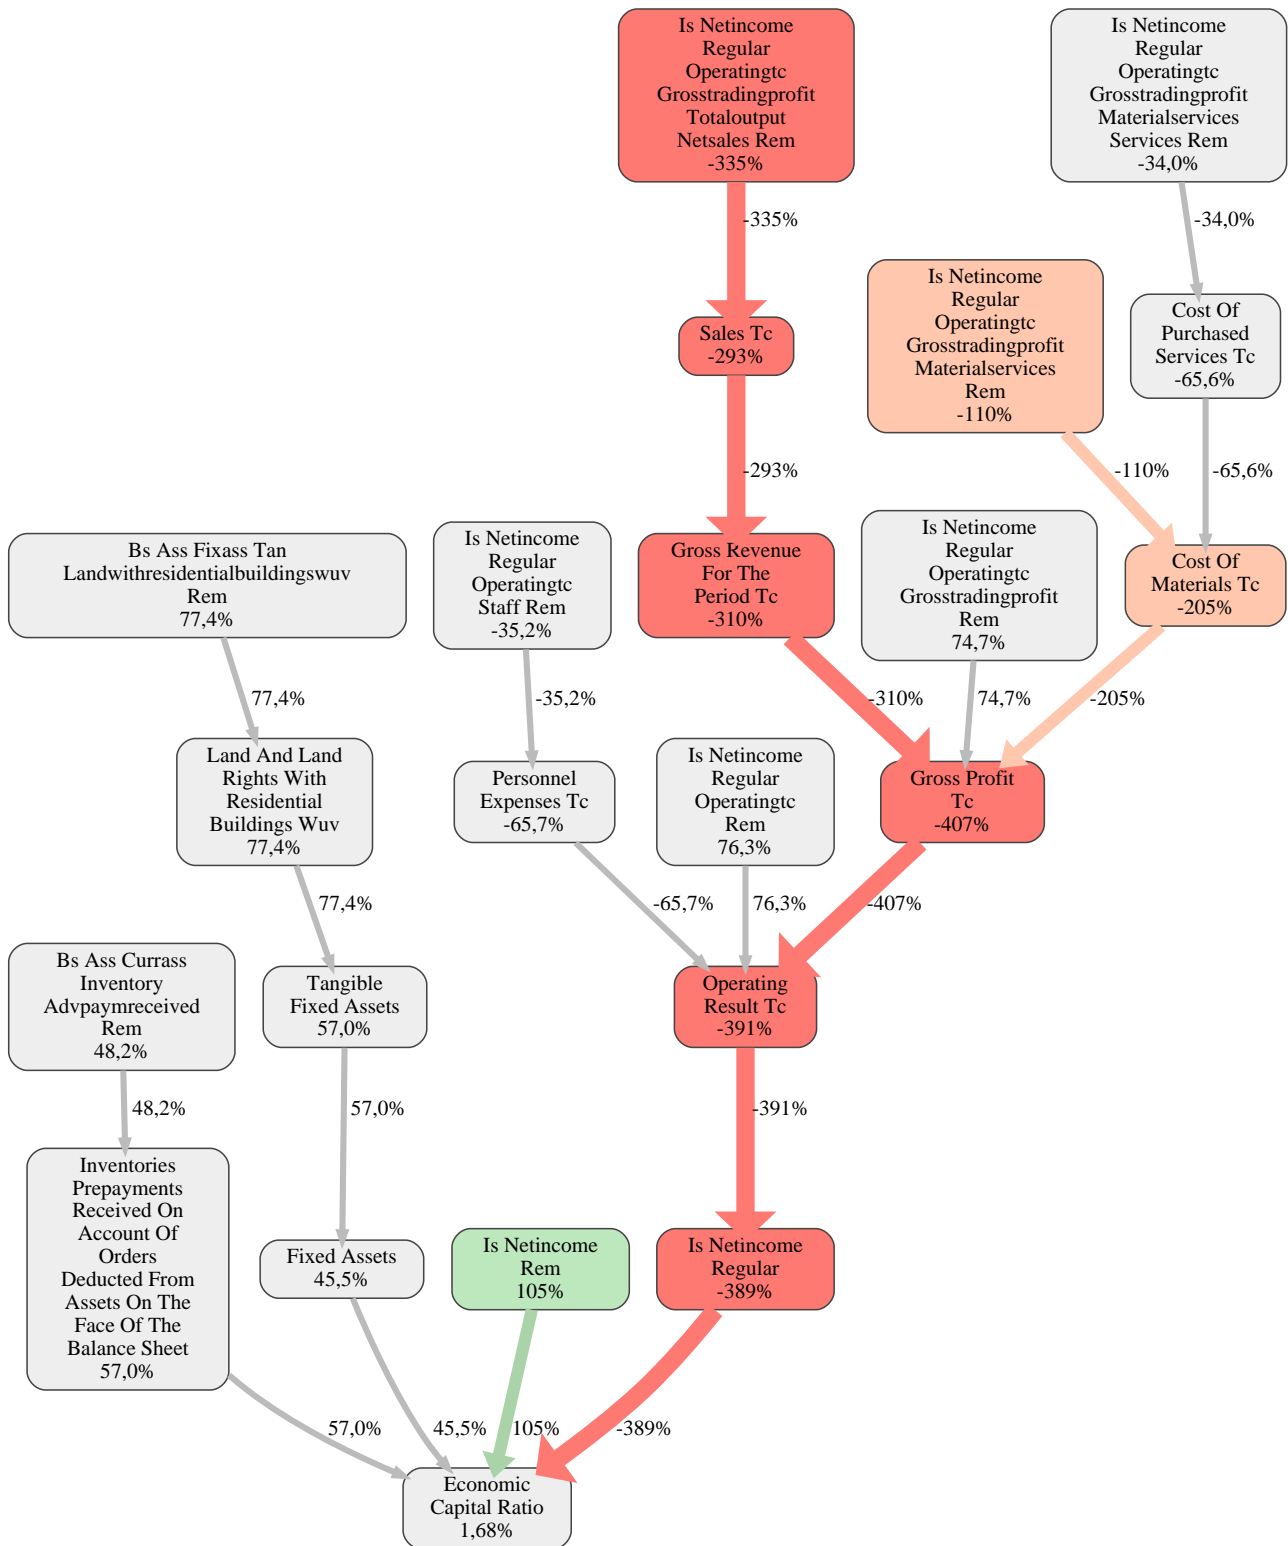 Is Netincome
Regular
Operatingtc
Grosstradingprofit
Totaloutput
Netsales Rem
-335%
Is Netincome
Regular
Operatingtc
Grosstradingprofit
Materialservices
Services Rem
-34,0%
-335%
-34,0%
Is Netincome
Regular
Operatingtc
Grosstradingprofit
Materialservices
Rem
-110%
Sales Tc
-293%
Cost Of
Purchased
Services Tc
-65,6%
-293%
-110%
-65,6%
Bs Ass Fixass Tan
Landwithresidentialbuildingswuv
Rem
77,4%
Is Netincome
Regular
Operatingtc
Staff Rem
-35,2%
Gross Revenue
For The
Period Tc
-310%
Is Netincome
Regular
Operatingtc
Grosstradingprofit
Rem
74,7%
Cost Of
Materials Tc
-205%
77,4%
-35,2%
-310%
74,7%
-205%
Land And Land
Rights With
Residential
Buildings Wuv
77,4%
Personnel
Expenses Tc
-65,7%
Is Netincome
Regular
Operatingtc
Rem
76,3%
Gross Profit
Tc
-407%
77,4%
-65,7%
76,3%
-407%
Bs Ass Currass
Inventory
Advpaymreceived
Rem
48,2%
Tangible
Fixed Assets
57,0%
Operating
Result Tc
-391%
48,2%
57,0%
-391%
Inventories
Prepayments
Received On
Account Of
Orders
Deducted From
Assets On The
Face Of The
Balance Sheet
57,0%
Fixed Assets
45,5%
Is Netincome
Rem
105%
Is Netincome
Regular
-389%
57,0%
45,5%
105%
-389%
Economic
Capital Ratio
1,68%